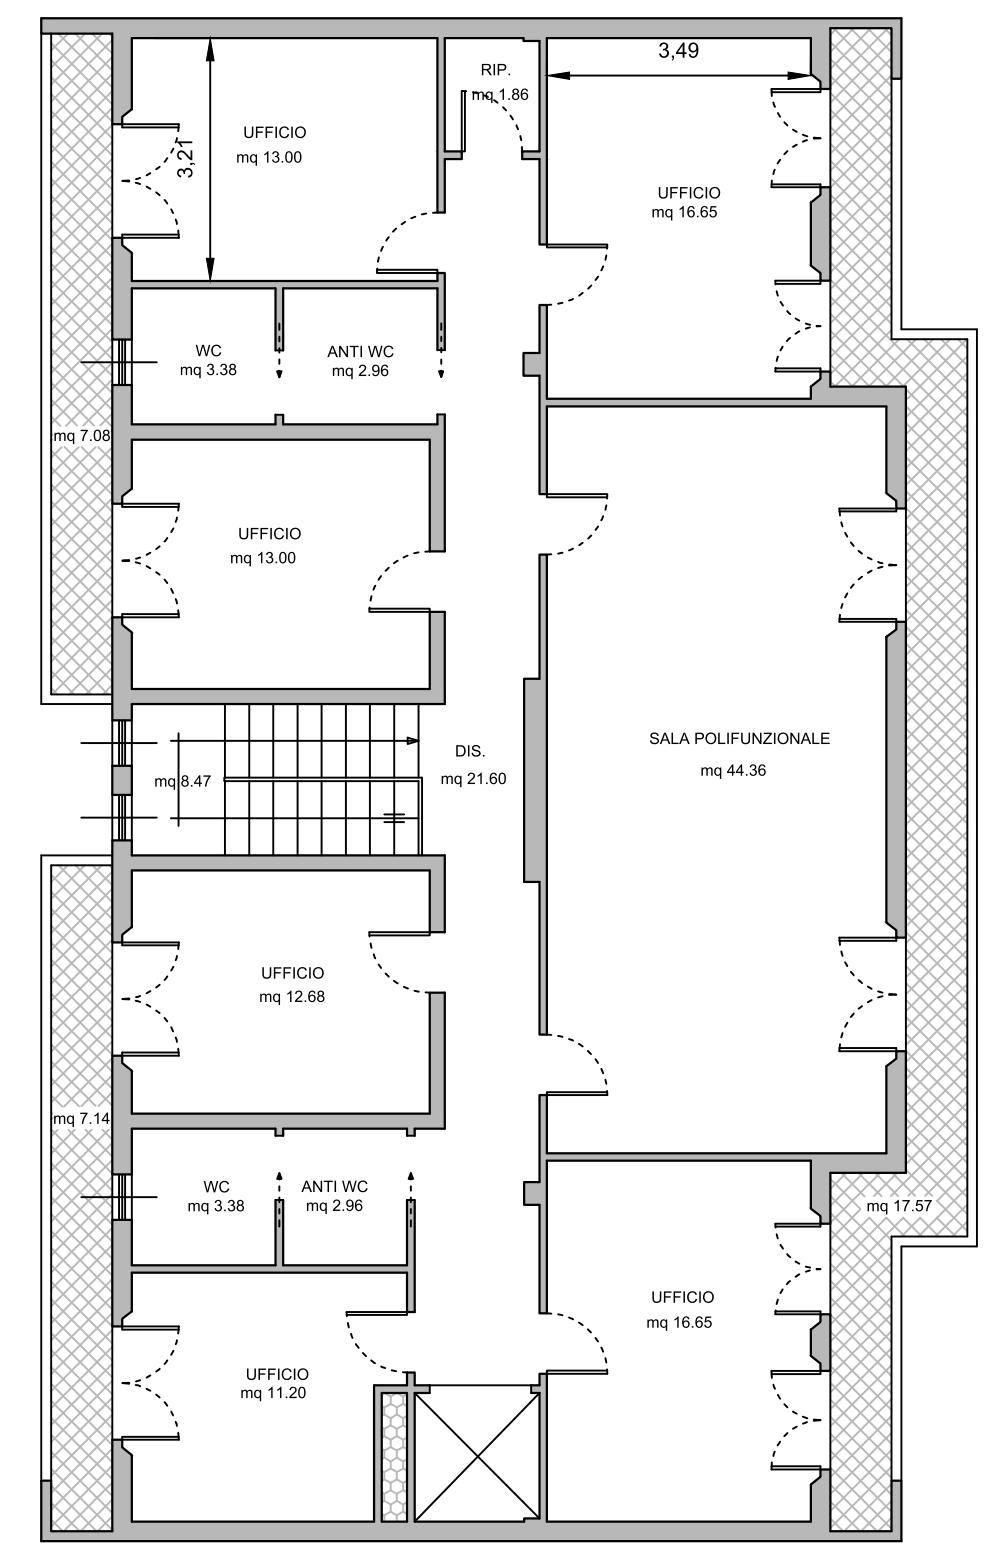 3,49
RIP.
mq 1.86
UFFICIO
mq 13.00
3,21
UFFICIO
mq 16.65
WC
mq 3.38
ANTI WC
mq 2.96
mq 7.08
UFFICIO
mq 13.00
SALA POLIFUNZIONALE
mq 44.36
DIS.
mq 21.60
mq 8.47
UFFICIO
mq 12.68
mq 7.14
WC
mq 3.38
ANTI WC
mq 2.96
mq 17.57
UFFICIO
mq 16.65
UFFICIO
mq 11.20